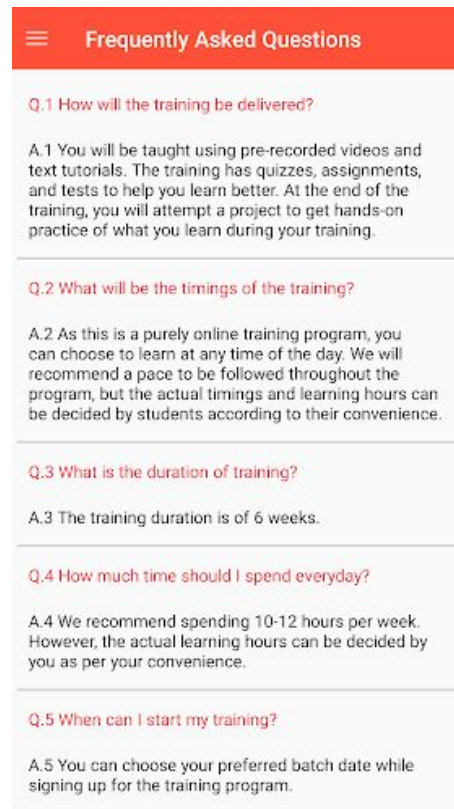 Frequently Asked Questions
Q.1 How will the training be delivered?
A.1 You will be taught using pre-recorded videos and
text tutorials. The training has quizzes, assignments,
and tests to help you learn better. At the end of the
training, you will attempt a project to get hands-on
practice of what you learn during your training.
Q.2 What will be the timings of the training?
A.2 As this is a purely online training program, you
can choose to learn at any time of the day. We will
recommend a pace to be followed throughout the
program, but the actual timings and learning hours can
be decided by students according to their convenience.
Q.3 What is the duration of training?
A.3 The training duration is of 6 weeks.
Q.4 How much time should I spend everyday?
A.4 We recommend spending 10-12 hours per week.
However, the actual learning hours can be decided by
you as per your convenience.
Q.5 When can I start my training?
A.5 You can choose your preferred batch date while
signing up for the training program.